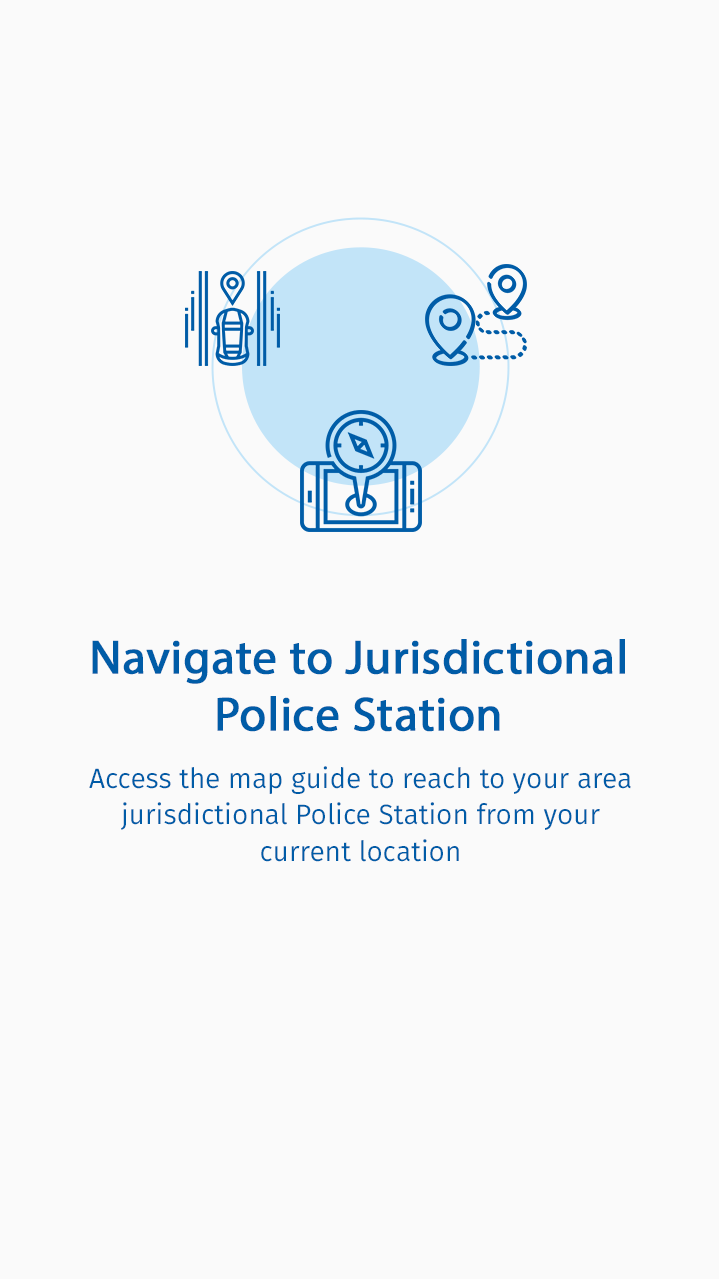 Navigate to Jurisdictional
Police Station
Access the map guide to reach to your area
jurisdictional Police Station from your
current location